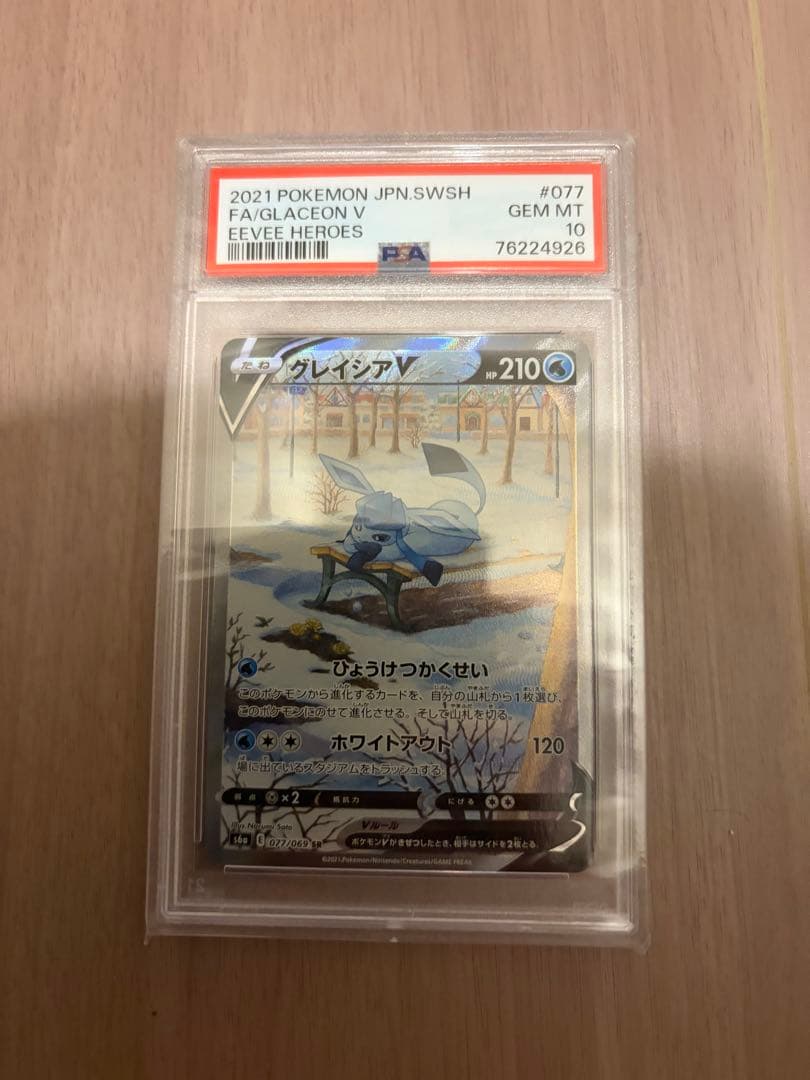 2021 POKEMON JPN.SWSH #077
FA/GLACEON V GEM MT
EEVEE HEROES 10
PSA 76224926
たね グレイシアV HP 210
ひょうけつかくせい
このポケモンから進化するカードを、自分の山札から1枚選び、
このポケモンにのせて進化させる。そして山札を切る。
ホワイトアウト 120
場に出ているスタジアムをトラッシュする。
弱点 ×2 抵抗力 にげる
Illus. Narumi Sato
Vルール
s6a E 077/069 SR ポケモンVがきぜつしたとき、相手はサイドを2枚とる。
©2021 Pokémon/Nintendo/Creatures/GAME FREAK